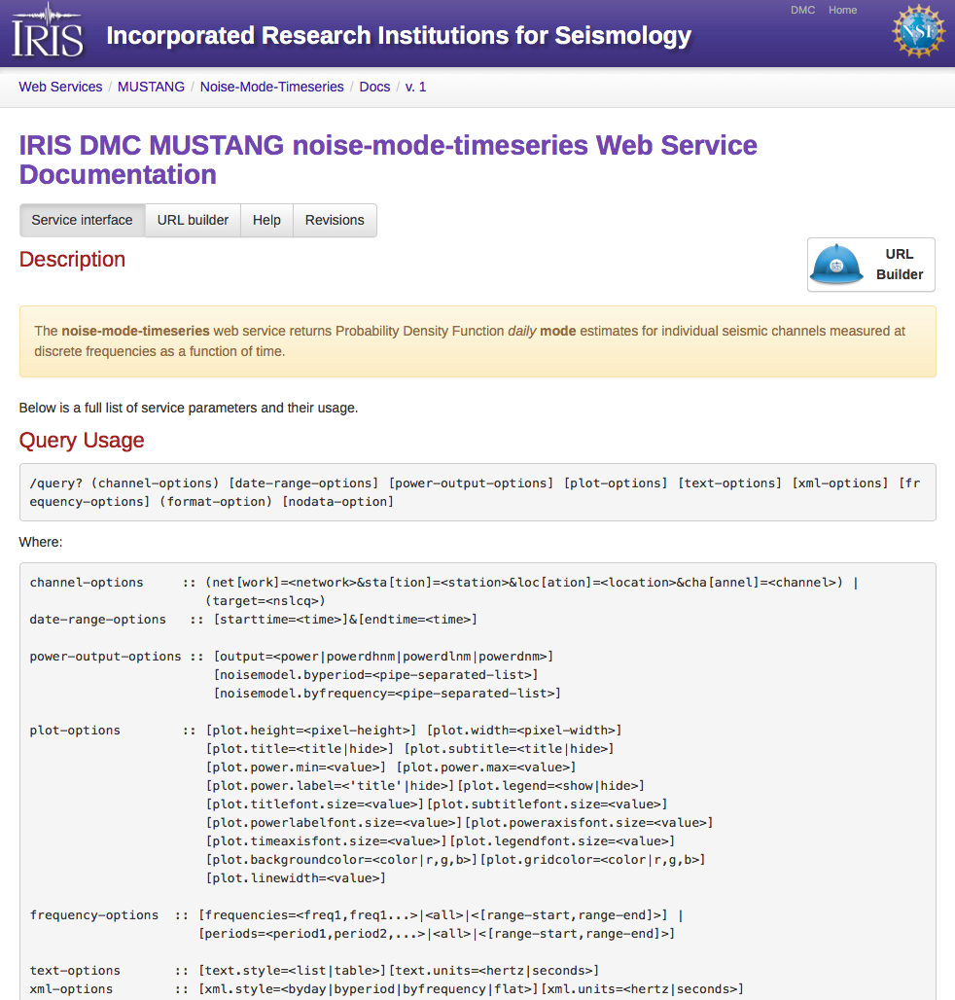 DMC Home
IRIS
Incorporated Research Institutions for Seismology
NSF
Web Services / MUSTANG / Noise-Mode-Timeseries / Docs / v. 1
IRIS DMC MUSTANG noise-mode-timeseries Web Service
Documentation
Service interface URL builder Help Revisions
Description
URL
Builder
The noise-mode-timeseries web service returns Probability Density Function daily mode estimates for individual seismic channels measured at
discrete frequencies as a function of time.
Below is a full list of service parameters and their usage.
Query Usage
/query? (channel-options) [date-range-options] [power-output-options] [plot-options] [text-options] [xml-options] [fr
equency-options] (format-option) [nodata-option]
Where:
channel-options :: (net[work]=<network>&sta[tion]=<station>&loc[ation]=<location>&cha[annel]=<channel>) |
(target=<nslcq>)
date-range-options :: [starttime=<time>]&[endtime=<time>]
power-output-options :: [output=<power|powerdhnm|powerdlnm|powerdnm>]
[noisemodel.byperiod=<pipe-separated-list>]
[noisemodel.byfrequency=<pipe-separated-list>]
plot-options :: [plot.height=<pixel-height>] [plot.width=<pixel-width>]
[plot.title=<title|hide>] [plot.subtitle=<title|hide>]
[plot.power.min=<value>] [plot.power.max=<value>]
[plot.power.label=<'title'|hide>][plot.legend=<show|hide>]
[plot.titlefont.size=<value>][plot.subtitlefont.size=<value>]
[plot.powerlabelfont.size=<value>][plot.poweraxisfont.size=<value>]
[plot.timeaxisfont.size=<value>][plot.legendfont.size=<value>]
[plot.backgroundcolor=<color|r,g,b>][plot.gridcolor=<color|r,g,b>]
[plot.linewidth=<value>]
frequency-options :: [frequencies=<freq1,freq1...>|<all>|<[range-start,range-end]>] |
[periods=<period1,period2,...>|<all>|<[range-start,range-end]>]
text-options :: [text.style=<list|table>][text.units=<hertz|seconds>]
xml-options :: [xml.style=<byday|byperiod|byfrequency|flat>][xml.units=<hertz|seconds>]